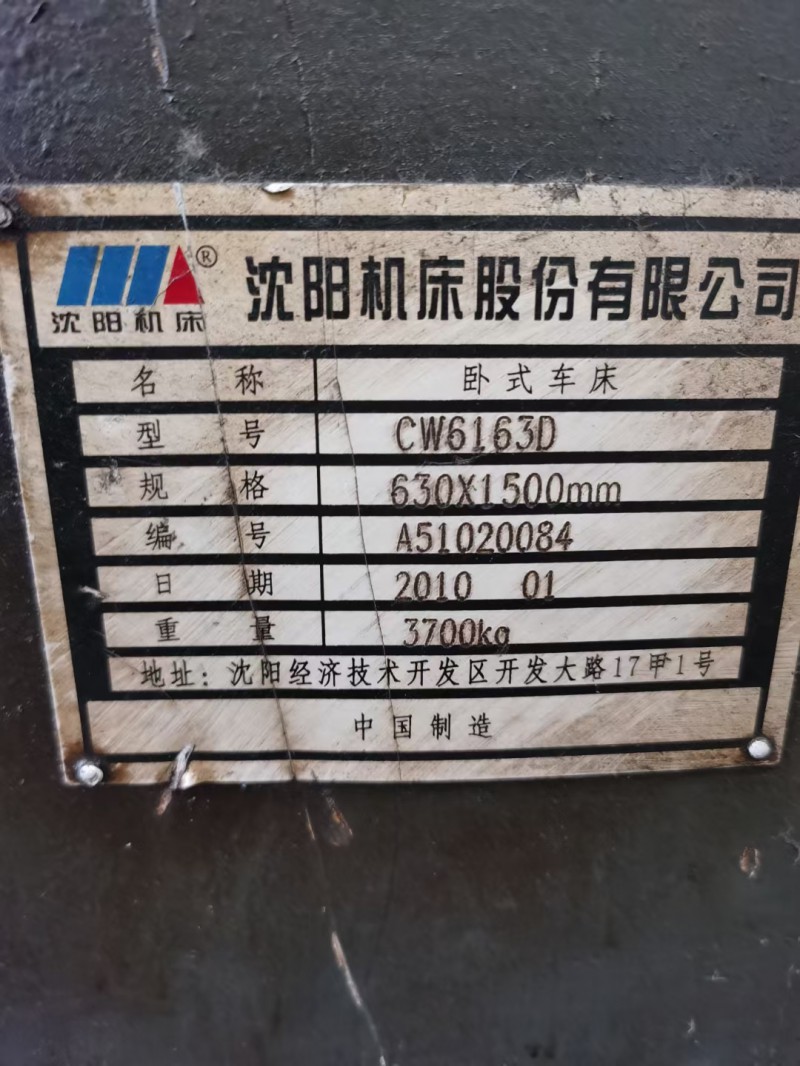 沈阳机床® 沈阳机床股份有限公司
名称 卧式车床
型号 CW6163D
规格 630X1500mm
编号 A51020084
日期 2010 01
重量 3700kg
地址：沈阳经济技术开发区开发大路17甲1号
中国制造